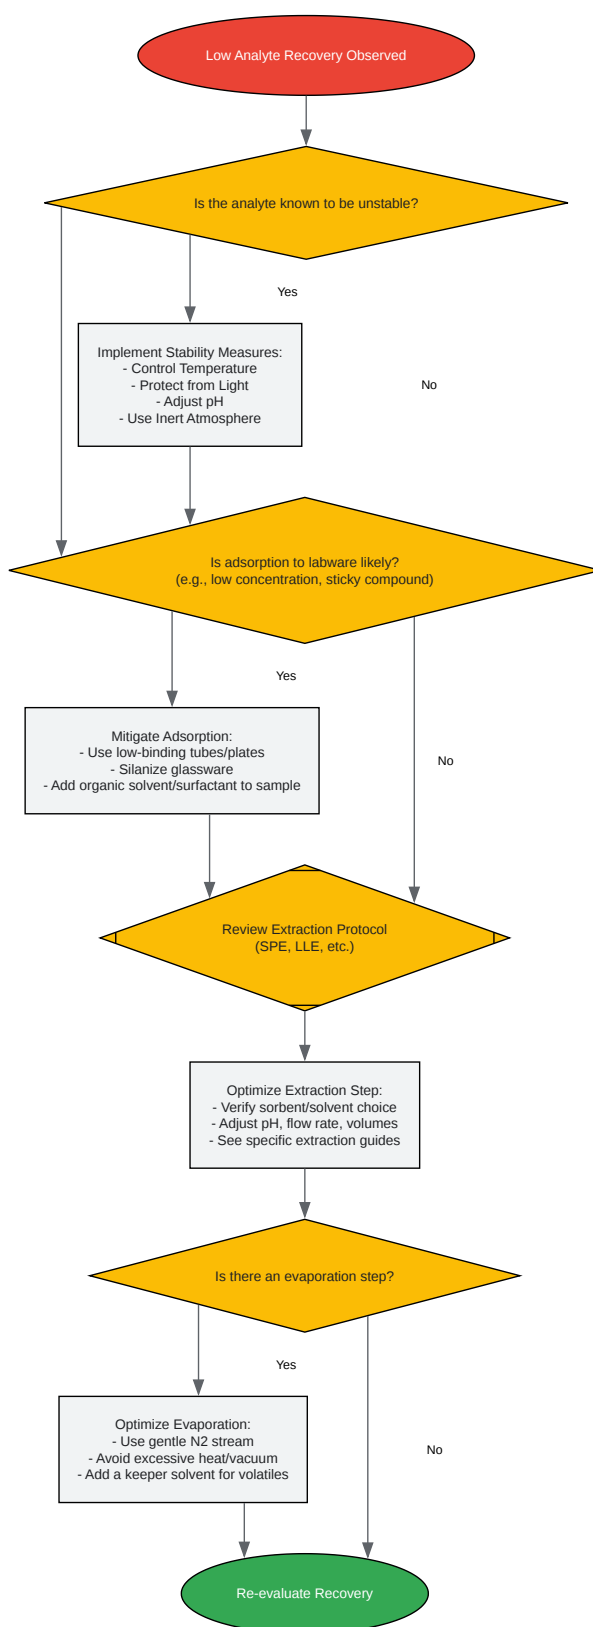 Low Analyte Recovery Observed
Is the analyte known to be unstable?
Yes
Implement Stability Measures:
- Control Temperature
- Protect from Light
- Adjust pH
- Use Inert Atmosphere
No
Is adsorption to labware likely?
(e.g., low concentration, sticky compound)
Yes
Mitigate Adsorption:
- Use low-binding tubes/plates
- Silanize glassware
- Add organic solvent/surfactant to sample
No
Review Extraction Protocol
(SPE, LLE, etc.)
Optimize Extraction Step:
- Verify sorbent/solvent choice
- Adjust pH, flow rate, volumes
- See specific extraction guides
Is there an evaporation step?
Yes
Optimize Evaporation:
- Use gentle N2 stream
- Avoid excessive heat/vacuum
- Add a keeper solvent for volatiles
No
Re-evaluate Recovery